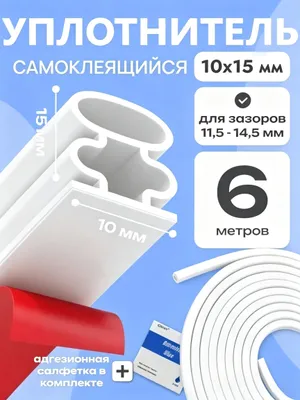 УПЛОТНИТЕЛЬ
САМОКЛЕЯЩИЙСЯ 10х15 мм
для зазоров
11,5 - 14,5 мм
15 мм
10 мм
6
метров
адгезионная
салфетка в
комплекте
+